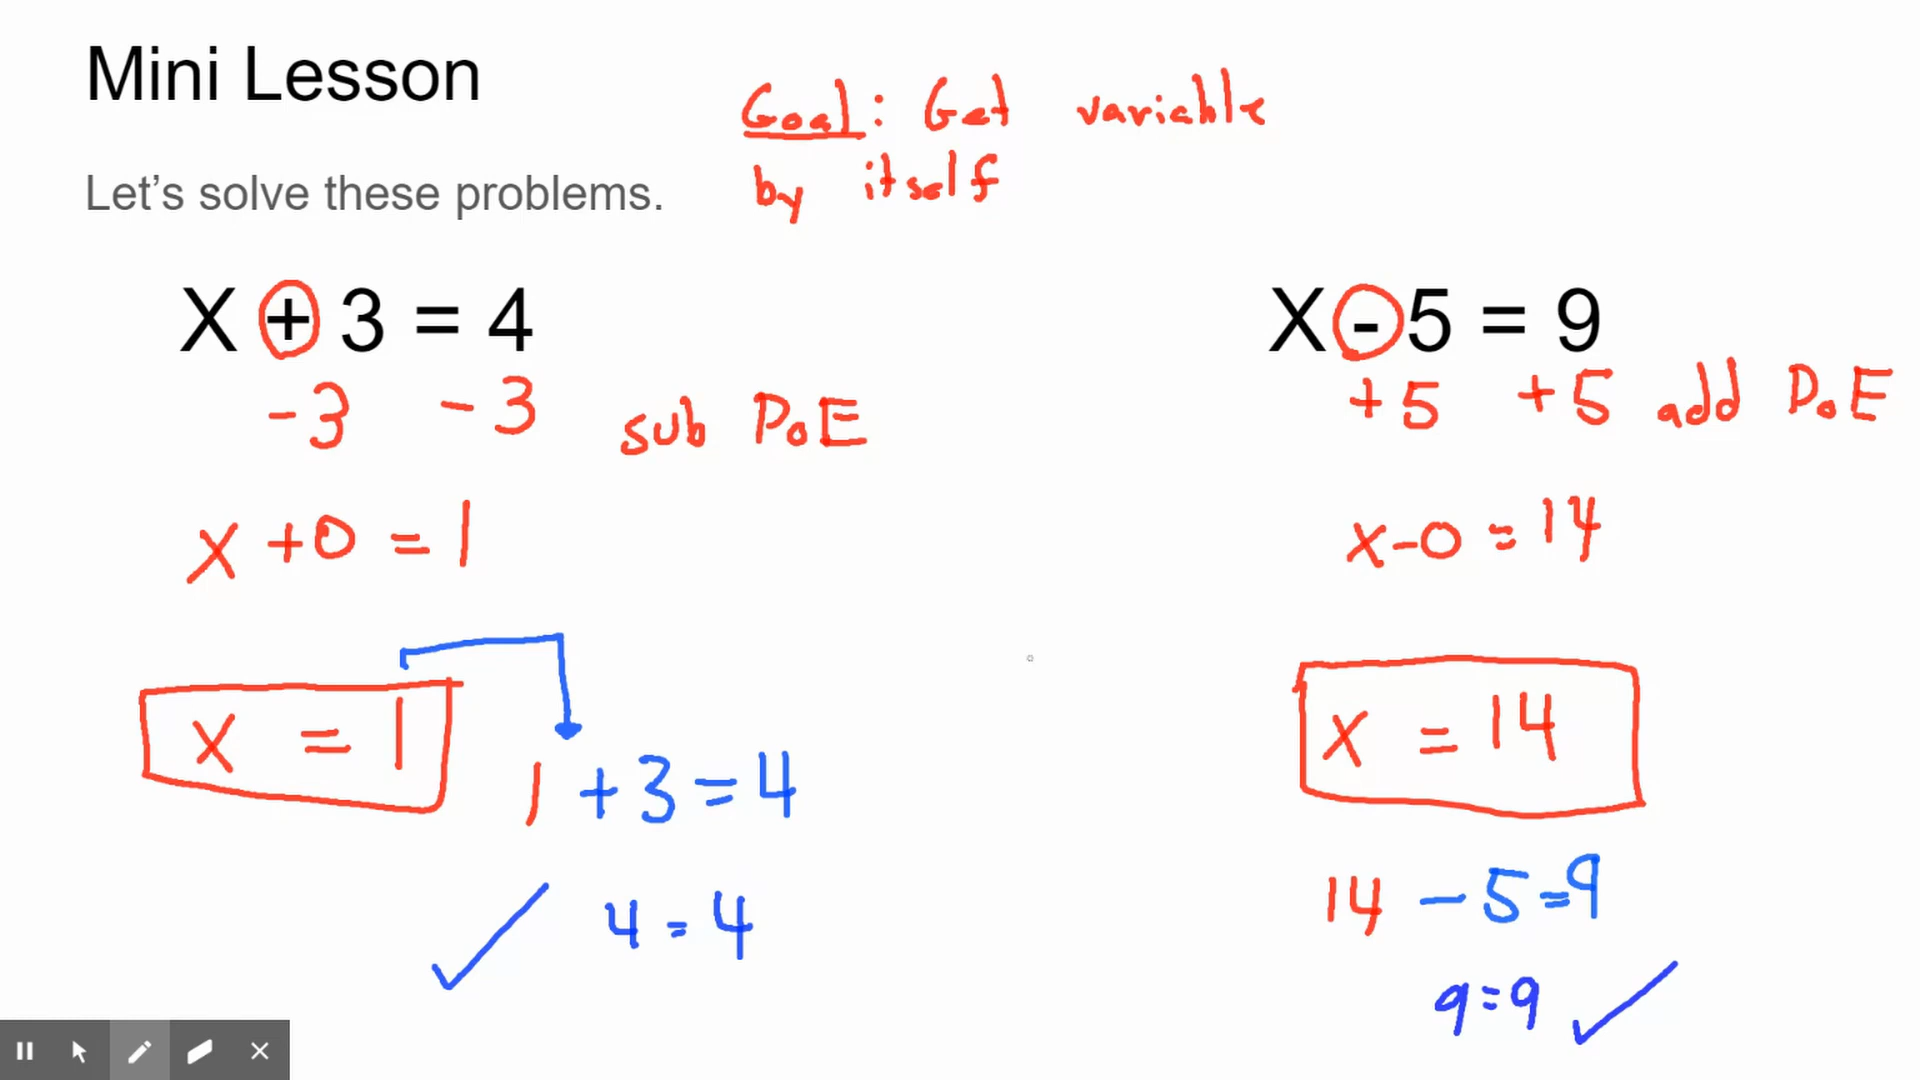 Mini Lesson
Goal: Get variable
by itself
Let's solve these problems.
X + 3 = 4
-3 -3 sub PoE
x +0 = 1
x = 1
1 + 3 = 4
4 = 4
X - 5 = 9
+5 +5 add PoE
x-0 = 14
x = 14
14 - 5 = 9
9 = 9